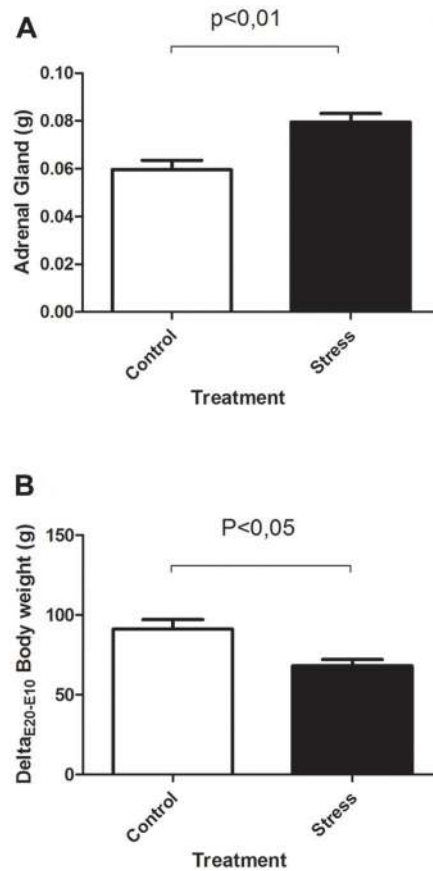 A
p<0,01
Adrenal Gland (g)
0.10
0.08
0.06
0.04
0.02
0.00
Control
Stress
Treatment
B
P<0,05
DeltaE20-E10 Body weight (g)
150
100
50
0
Control
Stress
Treatment